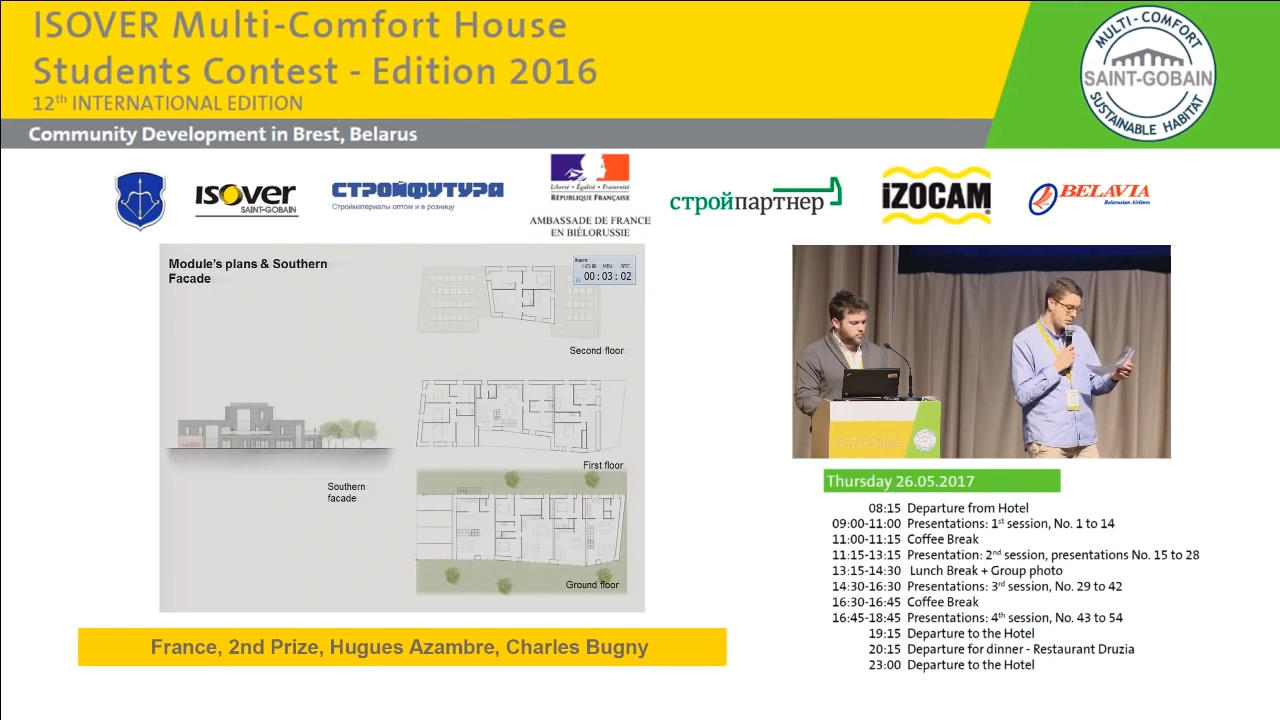 ISOVER Multi-Comfort House
Students Contest - Edition 2016
12th INTERNATIONAL EDITION
Community Development in Brest, Belarus
MULTI-COMFORT
SAINT-GOBAIN
SUSTAINABLE HABITAT
isover
SAINT-GOBAIN
СТРОЙФУТУРА
Стройматериалы оптом и в розницу
Liberté • Égalité • Fraternité
RÉPUBLIQUE FRANÇAISE
AMBASSADE DE FRANCE
EN BIÉLORUSSIE
стройпартнер
iZOCAM
BELAVIA
Belarusian Airlines
Module's plans & Southern
Facade
Alarm
HOUR MIN SEC
00:03:02
Second floor
First floor
Southern
facade
Ground floor
France, 2nd Prize, Hugues Azambre, Charles Bugny
Thursday 26.05.2017
08:15 Departure from Hotel
09:00-11:00 Presentations: 1st session, No. 1 to 14
11:00-11:15 Coffee Break
11:15-13:15 Presentation: 2nd session, presentations No. 15 to 28
13:15-14:30 Lunch Break + Group photo
14:30-16:30 Presentations: 3rd session, No. 29 to 42
16:30-16:45 Coffee Break
16:45-18:45 Presentations: 4th session, No. 43 to 54
19:15 Departure to the Hotel
20:15 Departure for dinner - Restaurant Druzia
23:00 Departure to the Hotel